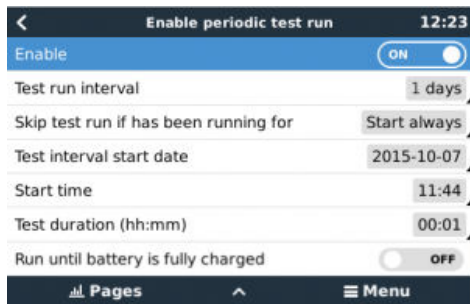 Enable periodic test run 12:23
Enable ON
Test run interval 1 days
Skip test run if has been running for Start always
Test interval start date 2015-10-07
Start time 11:44
Test duration (hh:mm) 00:01
Run until battery is fully charged OFF
Pages Menu